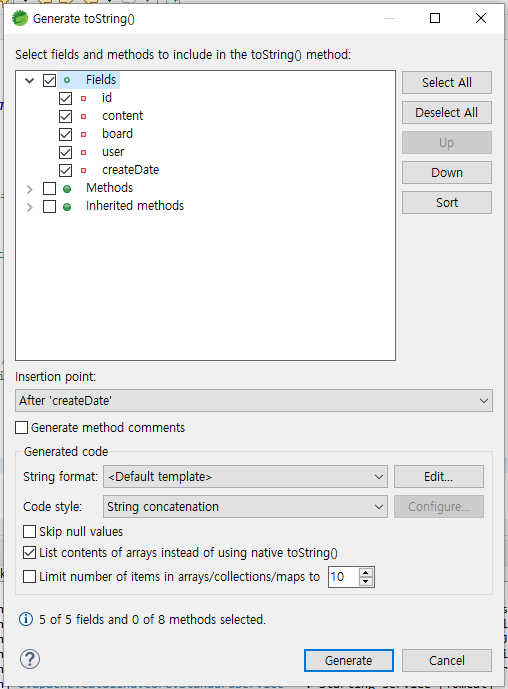 Generate toString()
Select fields and methods to include in the toString() method:
Fields
id
content
board
user
createDate
Methods
Inherited methods
Select All
Deselect All
Up
Down
Sort
Insertion point:
After 'createDate'
Generate method comments
Generated code
String format: <Default template> Edit...
Code style: String concatenation Configure...
Skip null values
List contents of arrays instead of using native toString()
Limit number of items in arrays/collections/maps to 10
5 of 5 fields and 0 of 8 methods selected.
Generate
Cancel